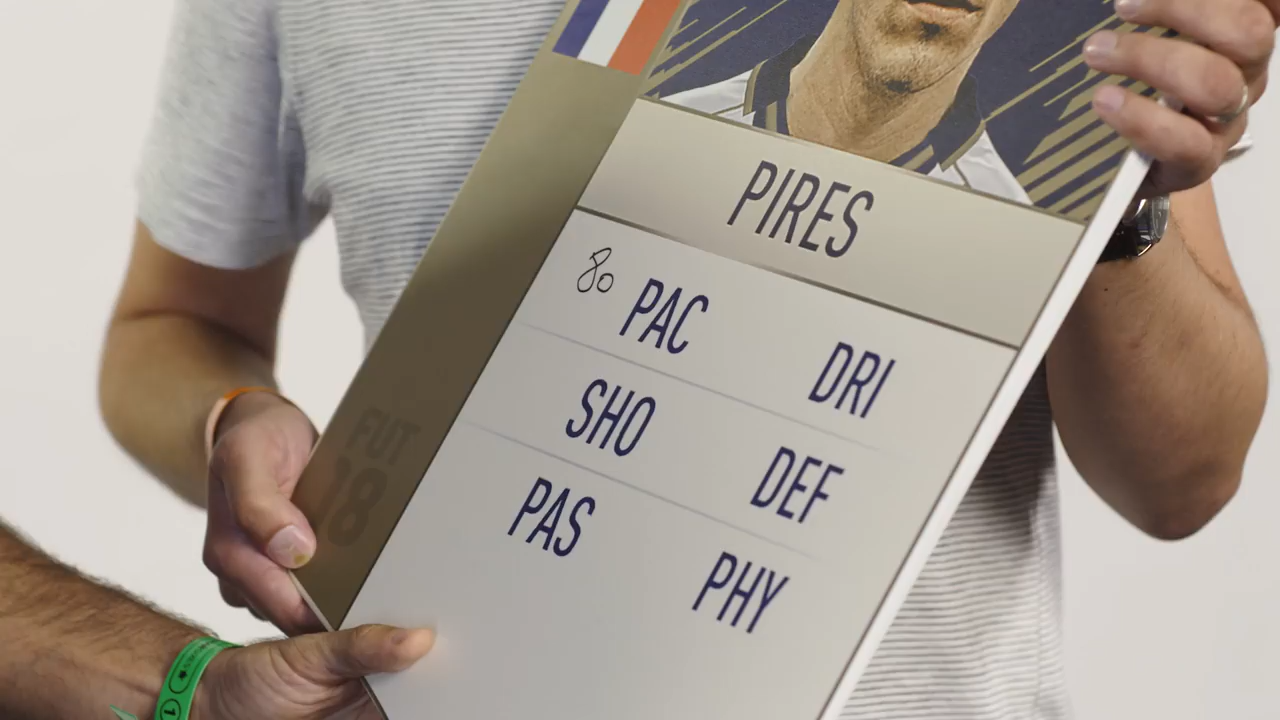 PIRES
80 PAC DRI
SHO DEF
PAS PHY
FUT
18